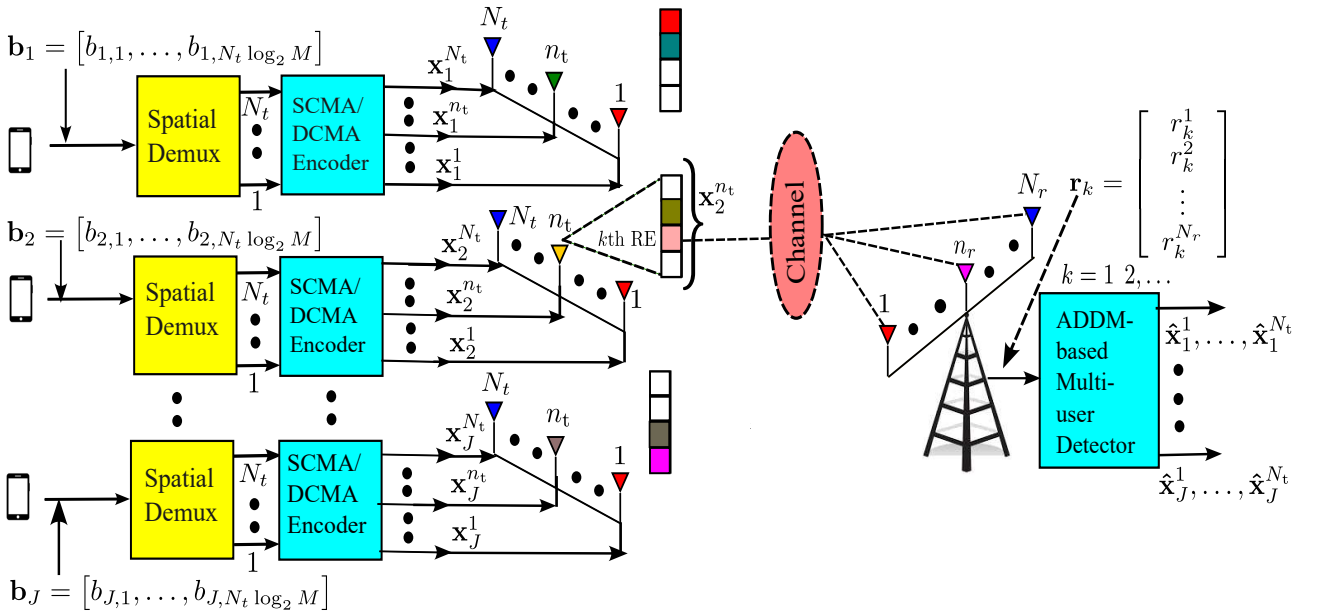 𝐛₁ = [b₁,₁, . . . , b₁,N_t log₂ M]
Spatial
Demux
N_t
1
SCMA/
DCMA
Encoder
𝐱₁^{N_t}
𝐱₁^{n_t}
𝐱₁^1
N_t
n_t
1
𝐛₂ = [b₂,₁, . . . , b₂,N_t log₂ M]
Spatial
Demux
N_t
1
SCMA/
DCMA
Encoder
𝐱₂^{N_t}
𝐱₂^{n_t}
𝐱₂^1
N_t
n_t
1
kth RE
𝐱₂^{n_t}
Spatial
Demux
N_t
1
SCMA/
DCMA
Encoder
𝐱_J^{N_t}
𝐱_J^{n_t}
𝐱_J^1
N_t
n_t
1
𝐛_J = [b_{J,1}, . . . , b_{J,N_t log₂ M}]
Channel
N_r
n_r
1
𝐫_k =
r_k^1
r_k^2
⋮
r_k^{N_r}
k = 1 2, . . .
ADDM-
based
Multi-
user
Detector
𝐱̂₁^1, . . . , 𝐱̂₁^{N_t}
𝐱̂_J^1, . . . , 𝐱̂_J^{N_t}